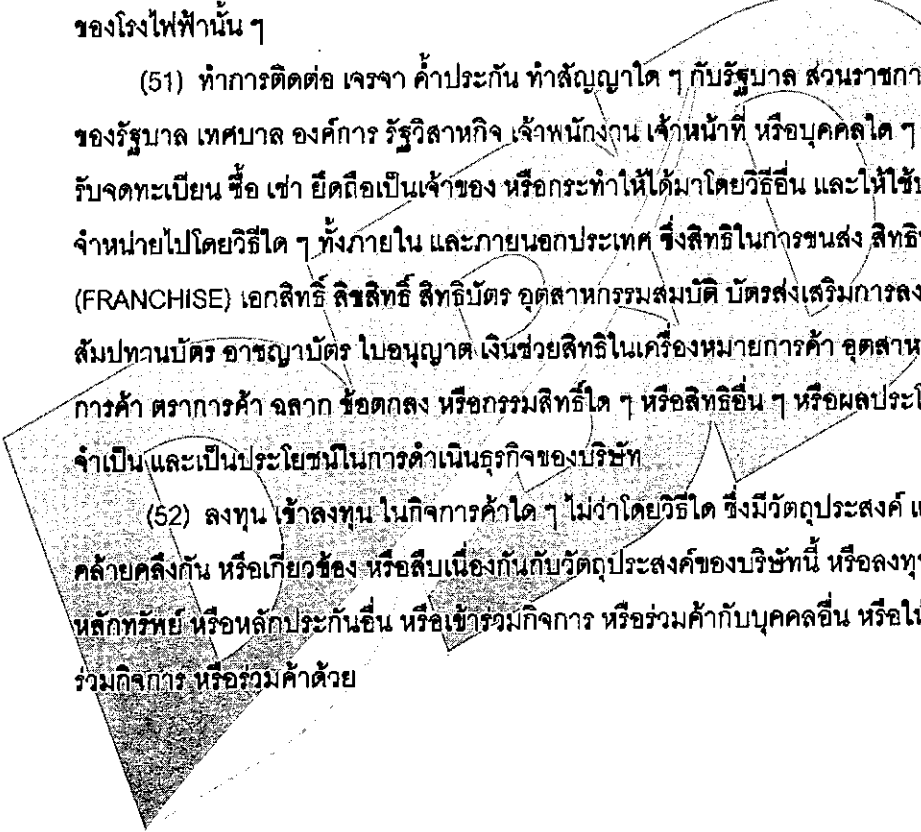 ของโรงไฟฟ้านั้น ๆ
(51) ทำการติดต่อ เจรจา ค้ำประกัน ทำสัญญาใด ๆ กับรัฐบาล ส่วนราชกา
ของรัฐบาล เทศบาล องค์การ รัฐวิสาหกิจ เจ้าพนักงาน เจ้าหน้าที่ หรือบุคคลใด ๆ
รับจดทะเบียน ซื้อ เช่า ยึดถือเป็นเจ้าของ หรือกระทำให้ได้มาโดยวิธีอื่น และให้ใช้
จำหน่ายไปโดยวิธีใด ๆ ทั้งภายใน และภายนอกประเทศ ซึ่งสิทธิในการขนส่ง สิทธิ
(FRANCHISE) เอกสิทธิ์ ลิขสิทธิ์ สิทธิบัตร อุตสาหกรรมสมบัติ บัตรส่งเสริมการลง
สัมปทานบัตร อาชญาบัตร ใบอนุญาต เงินช่วยสิทธิในเครื่องหมายการค้า อุตสาห
การค้า ตราการค้า ฉลาก ข้อตกลง หรือกรรมสิทธิ์ใด ๆ หรือสิทธิอื่น ๆ หรือผลประโ
จำเป็น และเป็นประโยชน์ในการดำเนินธุรกิจของบริษัท
(52) ลงทุน เข้าลงทุน ในกิจการค้าใด ๆ ไม่ว่าโดยวิธีใด ซึ่งมีวัตถุประสงค์ แ
คล้ายคลึงกัน หรือเกี่ยวข้อง หรือสืบเนื่องกันกับวัตถุประสงค์ของบริษัทนี้ หรือลงทุ
หลักทรัพย์ หรือหลักประกันอื่น หรือเข้าร่วมกิจการ หรือร่วมค้ากับบุคคลอื่น หรือให้
ร่วมกิจการ หรือร่วมค้าด้วย